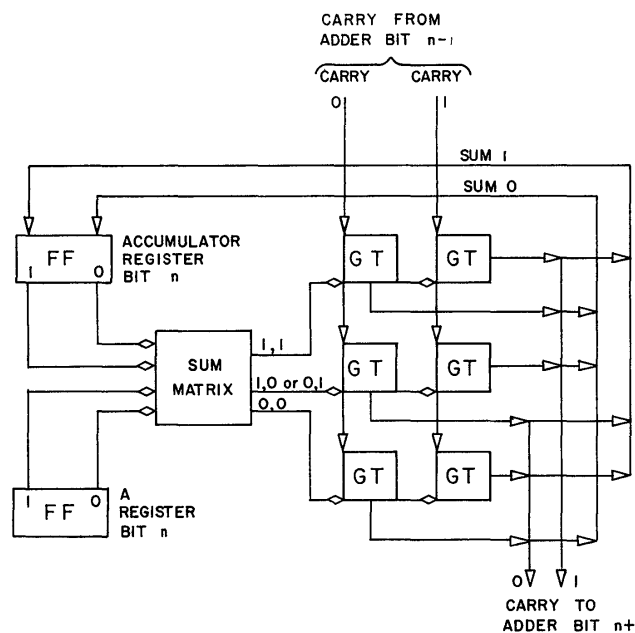 CARRY FROM
ADDER BIT n-1
CARRY CARRY
0 1
SUM 1
SUM 0
FF
1 0
ACCUMULATOR
REGISTER
BIT n
GT GT
SUM
MATRIX
1,1
1,0 or 0,1
0,0
GT GT
GT GT
1 0
FF
A
REGISTER
BIT n
0 1
CARRY TO
ADDER BIT n+